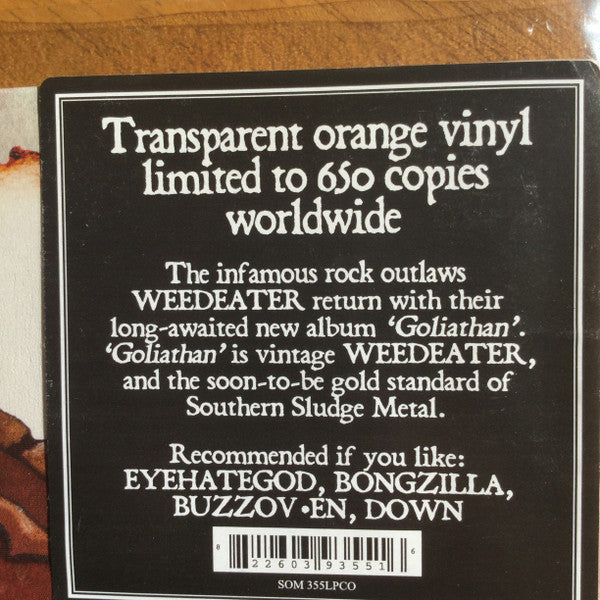 Transparent orange vinyl
limited to 650 copies
worldwide
The infamous rock outlaws
WEEDEATER return with their
long-awaited new album ‘Goliathan’.
‘Goliathan’ is vintage WEEDEATER,
and the soon-to-be gold standard of
Southern Sludge Metal.
Recommended if you like:
EYEHATEGOD, BONGZILLA,
BUZZOV•EN, DOWN
8 22603 93551 6
SOM 355LPCO